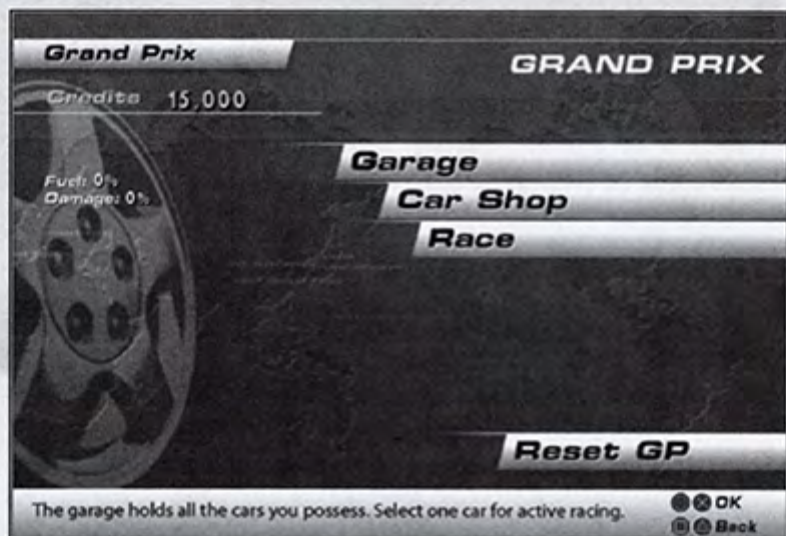 Grand Prix
GRAND PRIX
Credits 15,000
Garage
Fuel: 0%
Damage: 0%
Car Shop
Race
Reset GP
The garage holds all the cars you possess. Select one car for active racing.
OK
Back